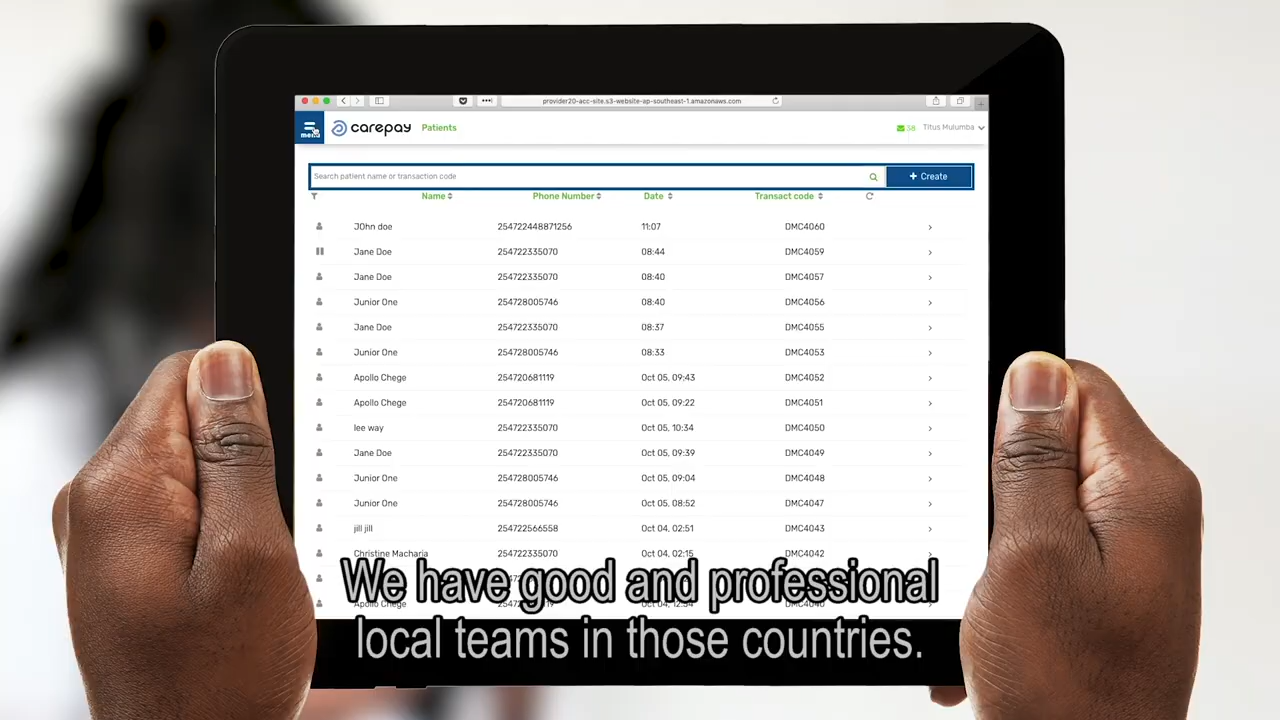 provider20-acc-site.s3-website-ap-southeast-1.amazonaws.com
menu
carepay Patients 38 Titus Mulumba
Search patient name or transaction code + Create
Name Phone Number Date Transact code
JOhn doe 254722448871256 11:07 DMC4060
Jane Doe 254722335070 08:44 DMC4059
Jane Doe 254722335070 08:40 DMC4057
Junior One 254728005746 08:40 DMC4056
Jane Doe 254722335070 08:37 DMC4055
Junior One 254728005746 08:33 DMC4053
Apollo Chege 254720681119 Oct 05, 09:43 DMC4052
Apollo Chege 254720681119 Oct 05, 09:22 DMC4051
lee way 254722335070 Oct 05, 10:34 DMC4050
Jane Doe 254722335070 Oct 05, 09:39 DMC4049
Junior One 254728005746 Oct 05, 09:04 DMC4048
Junior One 254728005746 Oct 05, 08:52 DMC4047
jill jill 254722566558 Oct 04, 02:51 DMC4043
Christine Macharia 254722335070 Oct 04, 02:15 DMC4042
We have good and professional
Apollo Chege
local teams in those countries.